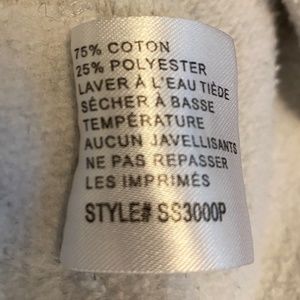 75% COTON
25% POLYESTER
LAVER À L'EAU TIÈDE
SÉCHER À BASSE
TEMPÉRATURE
AUCUN JAVELLISANTS
NE PAS REPASSER
LES IMPRIMÉS
STYLE# SS3000P